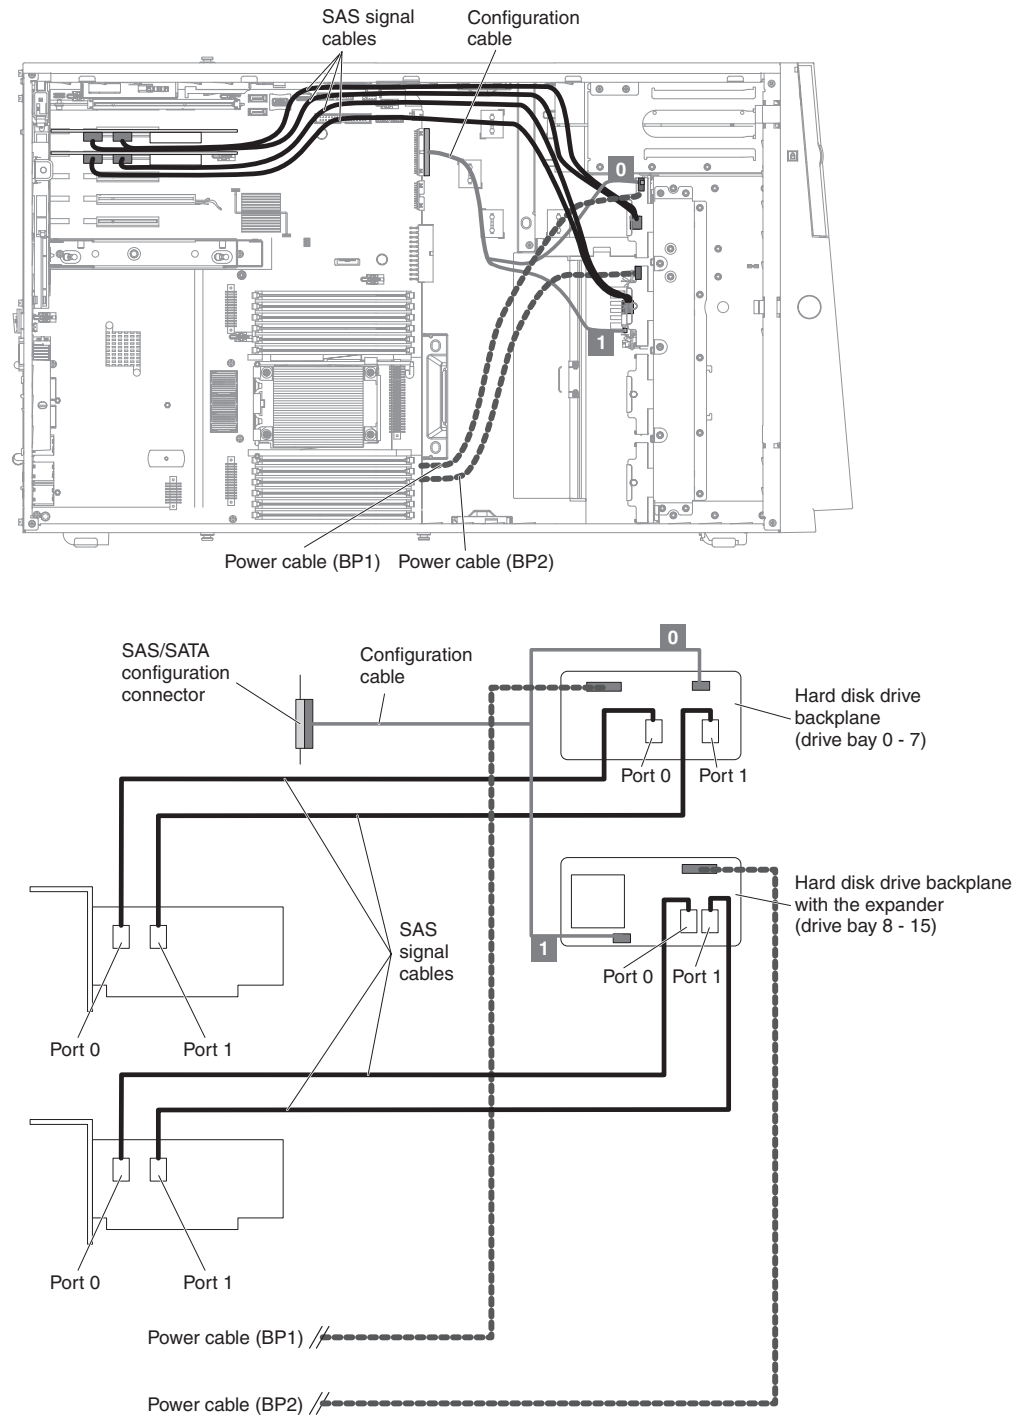 SAS signal
cables
Configuration
cable
0
1
Power cable (BP1)
Power cable (BP2)
0
SAS/SATA
configuration
connector
Configuration
cable
Hard disk drive
backplane
(drive bay 0 - 7)
Port 0
Port 1
Hard disk drive backplane
with the expander
(drive bay 8 - 15)
1
SAS
signal
cables
Port 0
Port 1
Port 0
Port 1
Port 0
Port 1
Power cable (BP1)
Power cable (BP2)